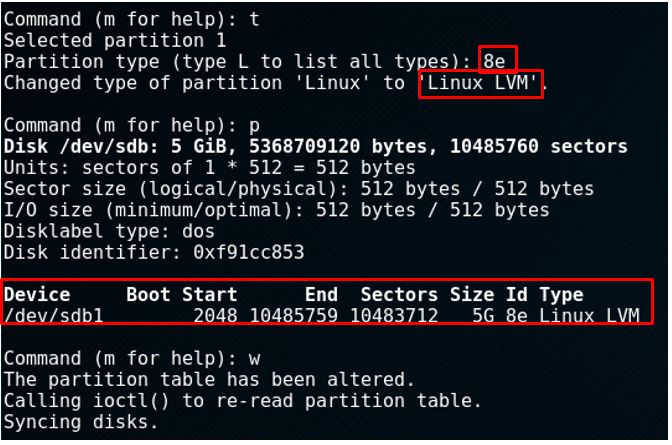 Command (m for help): t
Selected partition 1
Partition type (type L to list all types): 8e
Changed type of partition 'Linux' to 'Linux LVM'.
Command (m for help): p
Disk /dev/sdb: 5 GiB, 5368709120 bytes, 10485760 sectors
Units: sectors of 1 * 512 = 512 bytes
Sector size (logical/physical): 512 bytes / 512 bytes
I/O size (minimum/optimal): 512 bytes / 512 bytes
Disklabel type: dos
Disk identifier: 0xf91cc853
Device     Boot Start      End  Sectors Size Id Type
/dev/sdb1        2048 10485759 10483712   5G 8e Linux LVM
Command (m for help): w
The partition table has been altered.
Calling ioctl() to re-read partition table.
Syncing disks.